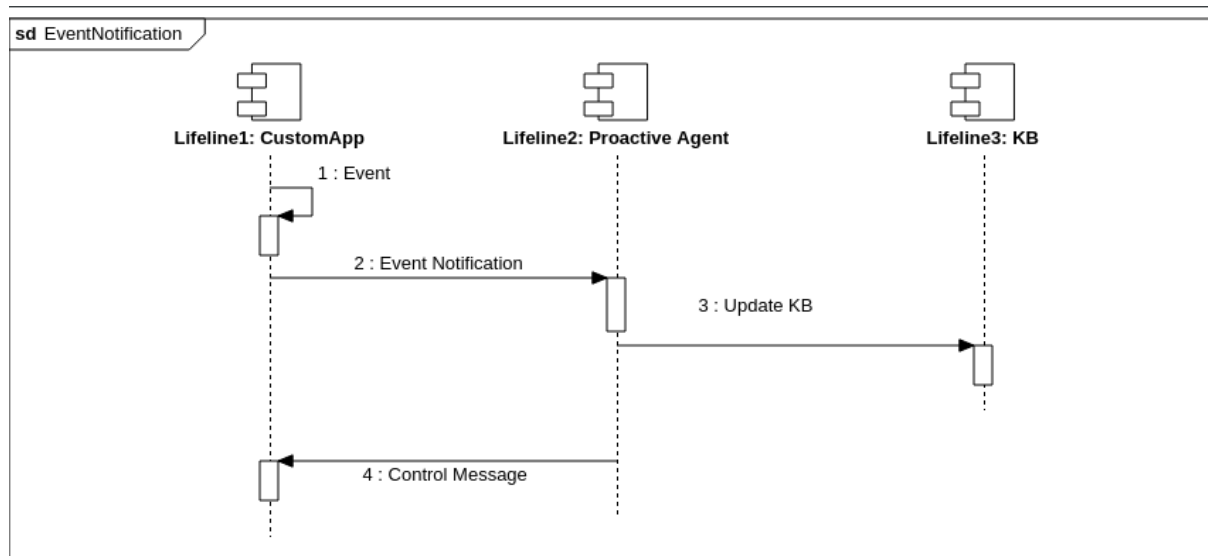 sd EventNotification
Lifeline1: CustomApp
Lifeline2: Proactive Agent
Lifeline3: KB
1 : Event
2 : Event Notification
3 : Update KB
4 : Control Message